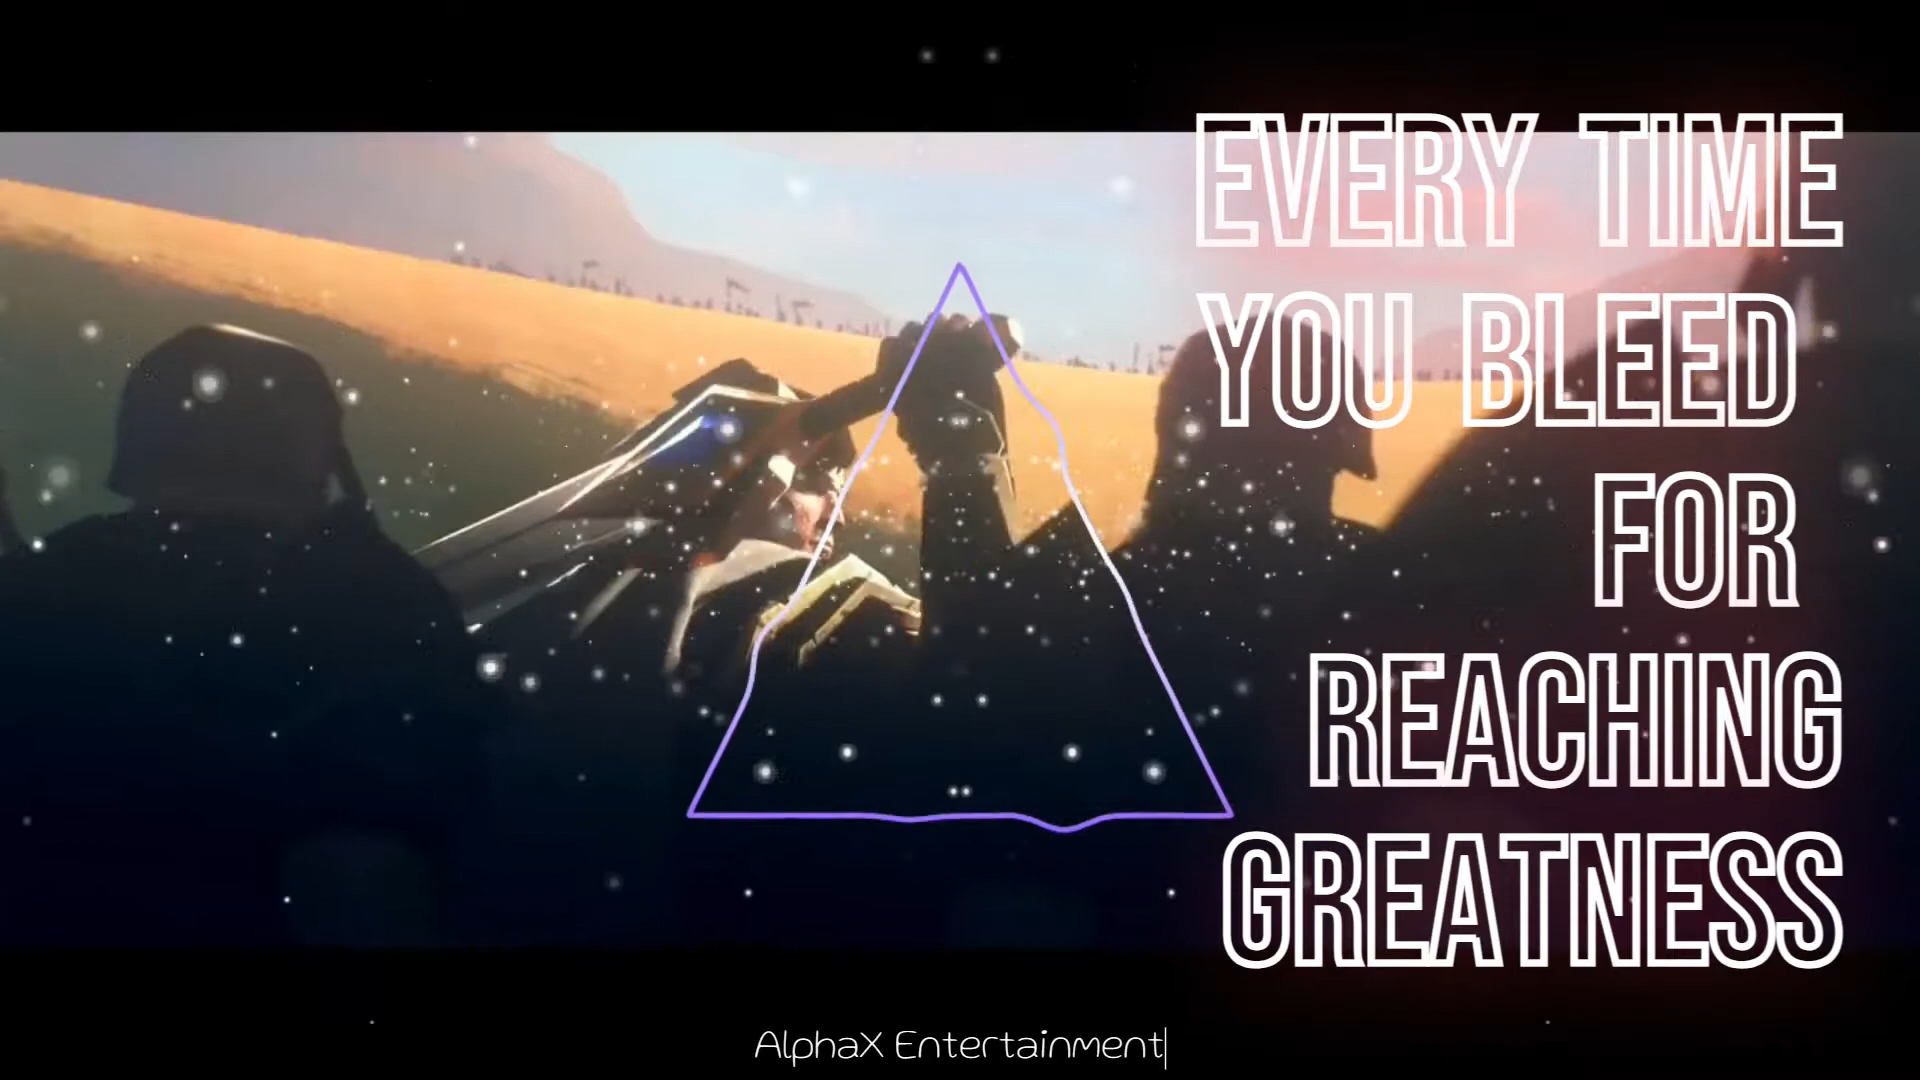 EVERY TIME
YOU BLEED
FOR
REACHING
GREATNESS
AlphaX Entertainment